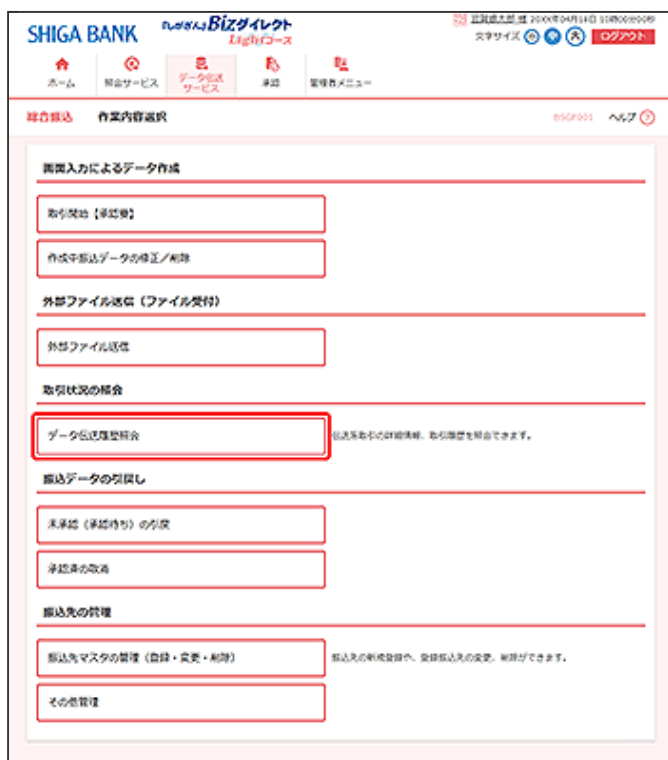 SHIGA BANK
『しがぎん』Bizダイレクト
Lightコース
文字サイズ 小 中 大 ログアウト
ホーム 照会サービス データ伝送サービス 承認 管理者メニュー
総合振込 作業内容選択 BSGF001 ヘルプ ?
画面入力によるデータ作成
取引開始【承認要】
作成中振込データの修正／削除
外部ファイル送信（ファイル受付）
外部ファイル送信
取引状況の照会
データ伝送履歴照会 伝送系取引の詳細情報、取引履歴を照会できます。
振込データの引戻し
未承認（承認待ち）の引戻
承認済の取消
振込先の管理
振込先マスタの管理（登録・変更・削除） 振込先の新規登録や、登録振込先の変更、削除ができます。
その他管理